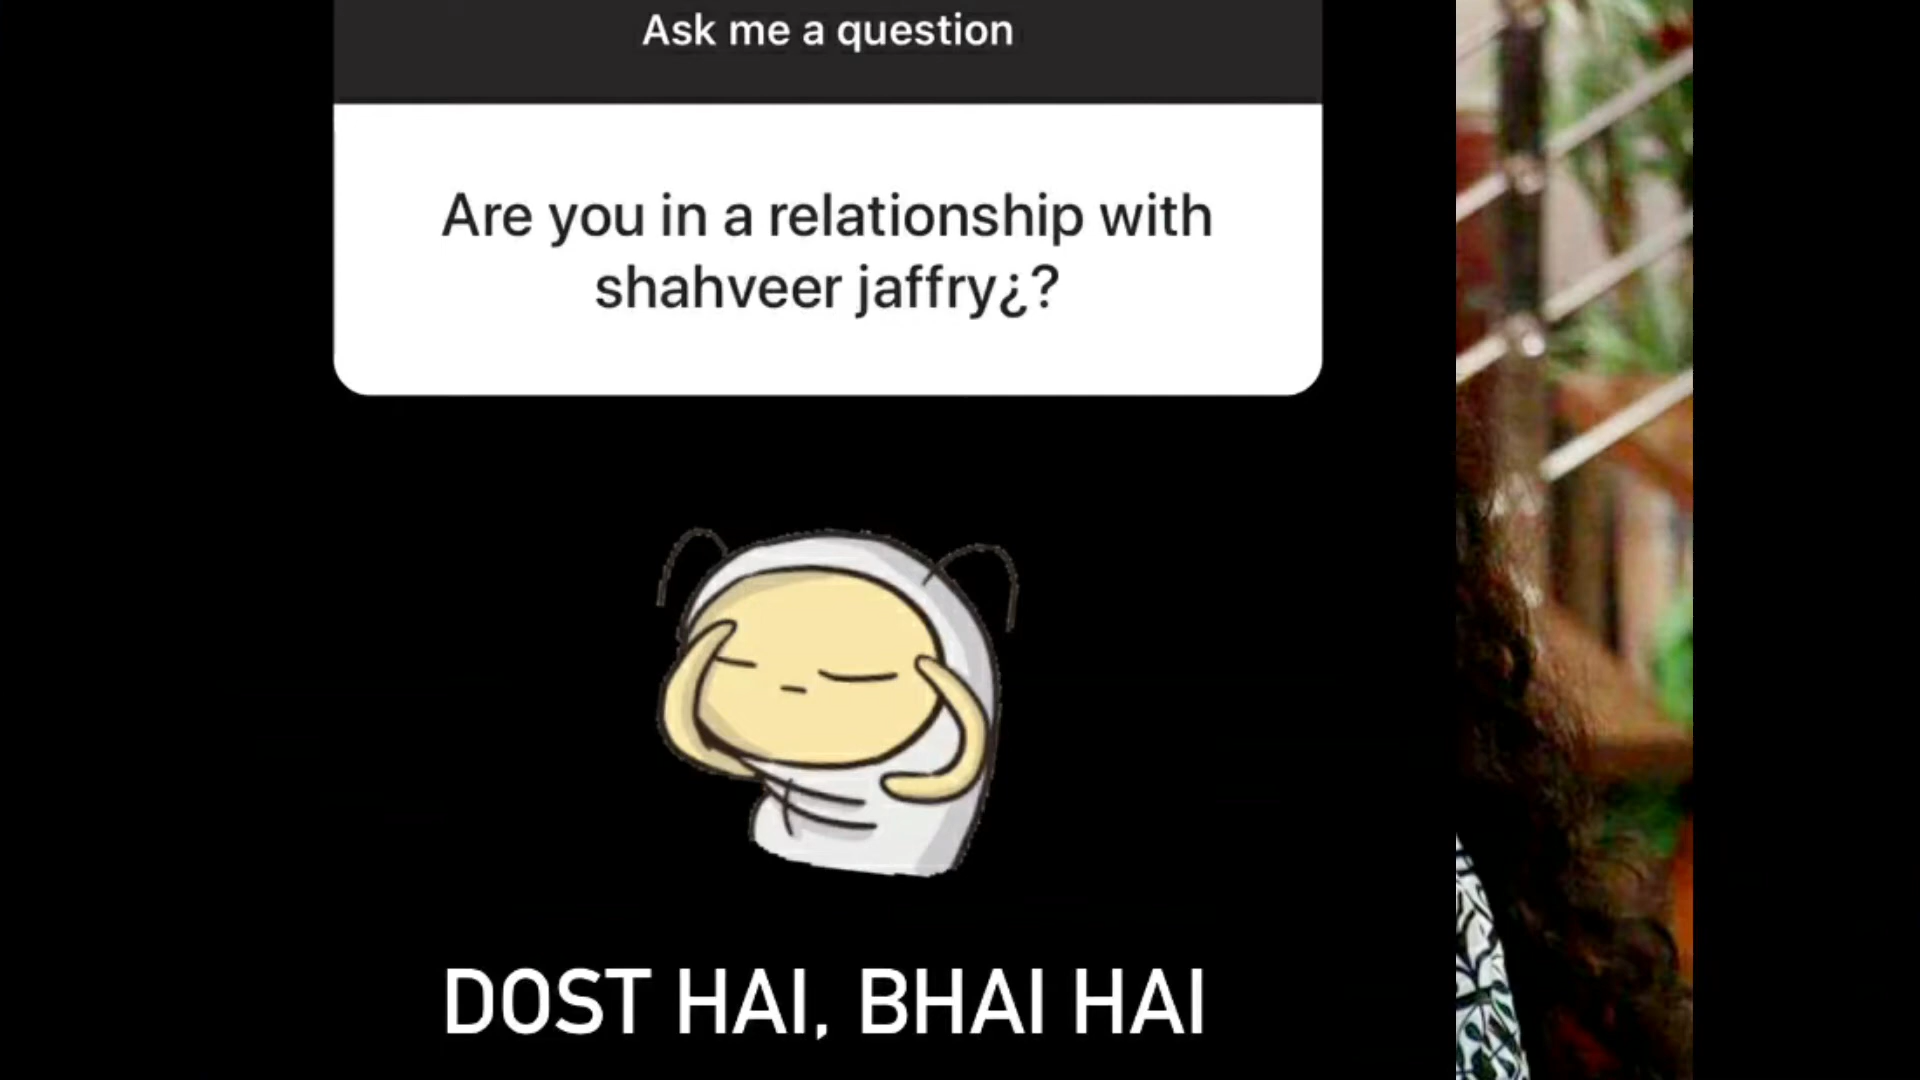 Ask me a question
Are you in a relationship with
shahveer jaffry¿?
DOST HAI, BHAI HAI